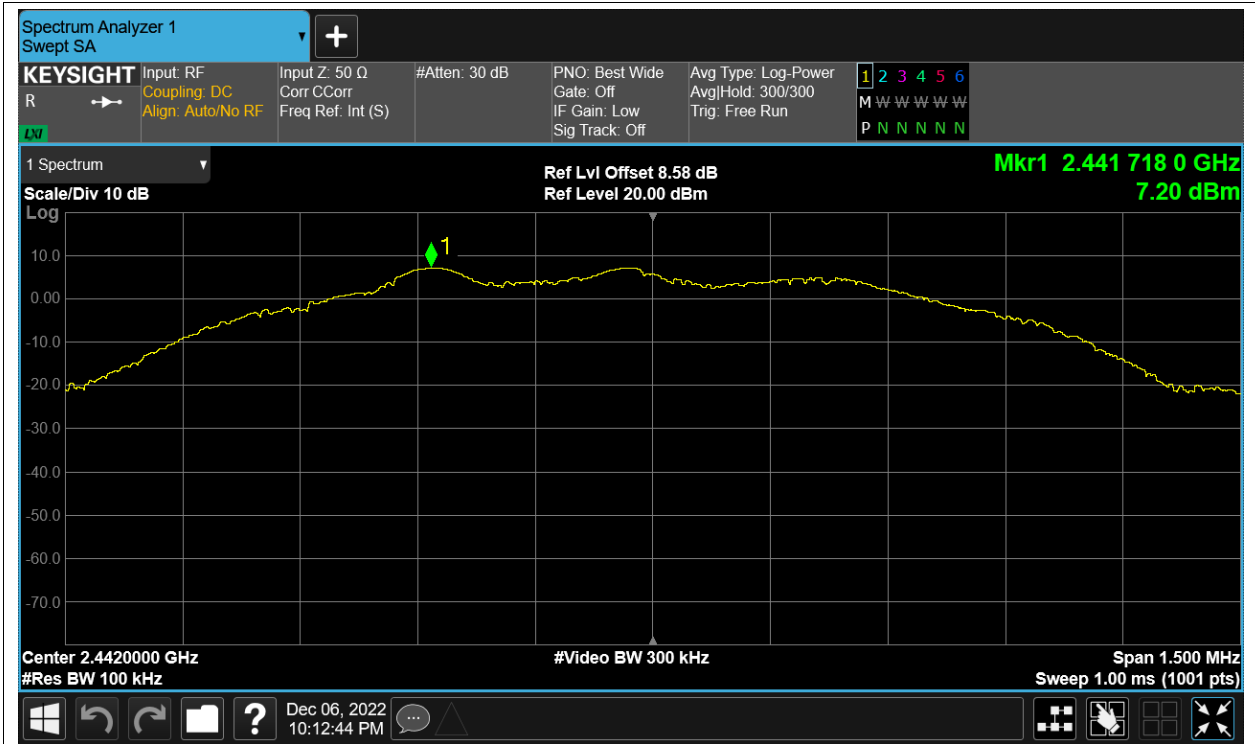 Spectrum Analyzer 1
Swept SA
KEYSIGHT
R
LXI
Input: RF
Coupling: DC
Align: Auto/No RF
Input Z: 50 Ω
Corr CCorr
Freq Ref: Int (S)
#Atten: 30 dB
PNO: Best Wide
Gate: Off
IF Gain: Low
Sig Track: Off
Avg Type: Log-Power
Avg|Hold: 300/300
Trig: Free Run
1 2 3 4 5 6
M W W W W W
P N N N N N
1 Spectrum
Scale/Div 10 dB
Log
Ref Lvl Offset 8.58 dB
Ref Level 20.00 dBm
Mkr1 2.441 718 0 GHz
7.20 dBm
1
10.0
0.00
-10.0
-20.0
-30.0
-40.0
-50.0
-60.0
-70.0
Center 2.4420000 GHz
#Res BW 100 kHz
#Video BW 300 kHz
Span 1.500 MHz
Sweep 1.00 ms (1001 pts)
?
Dec 06, 2022
10:12:44 PM